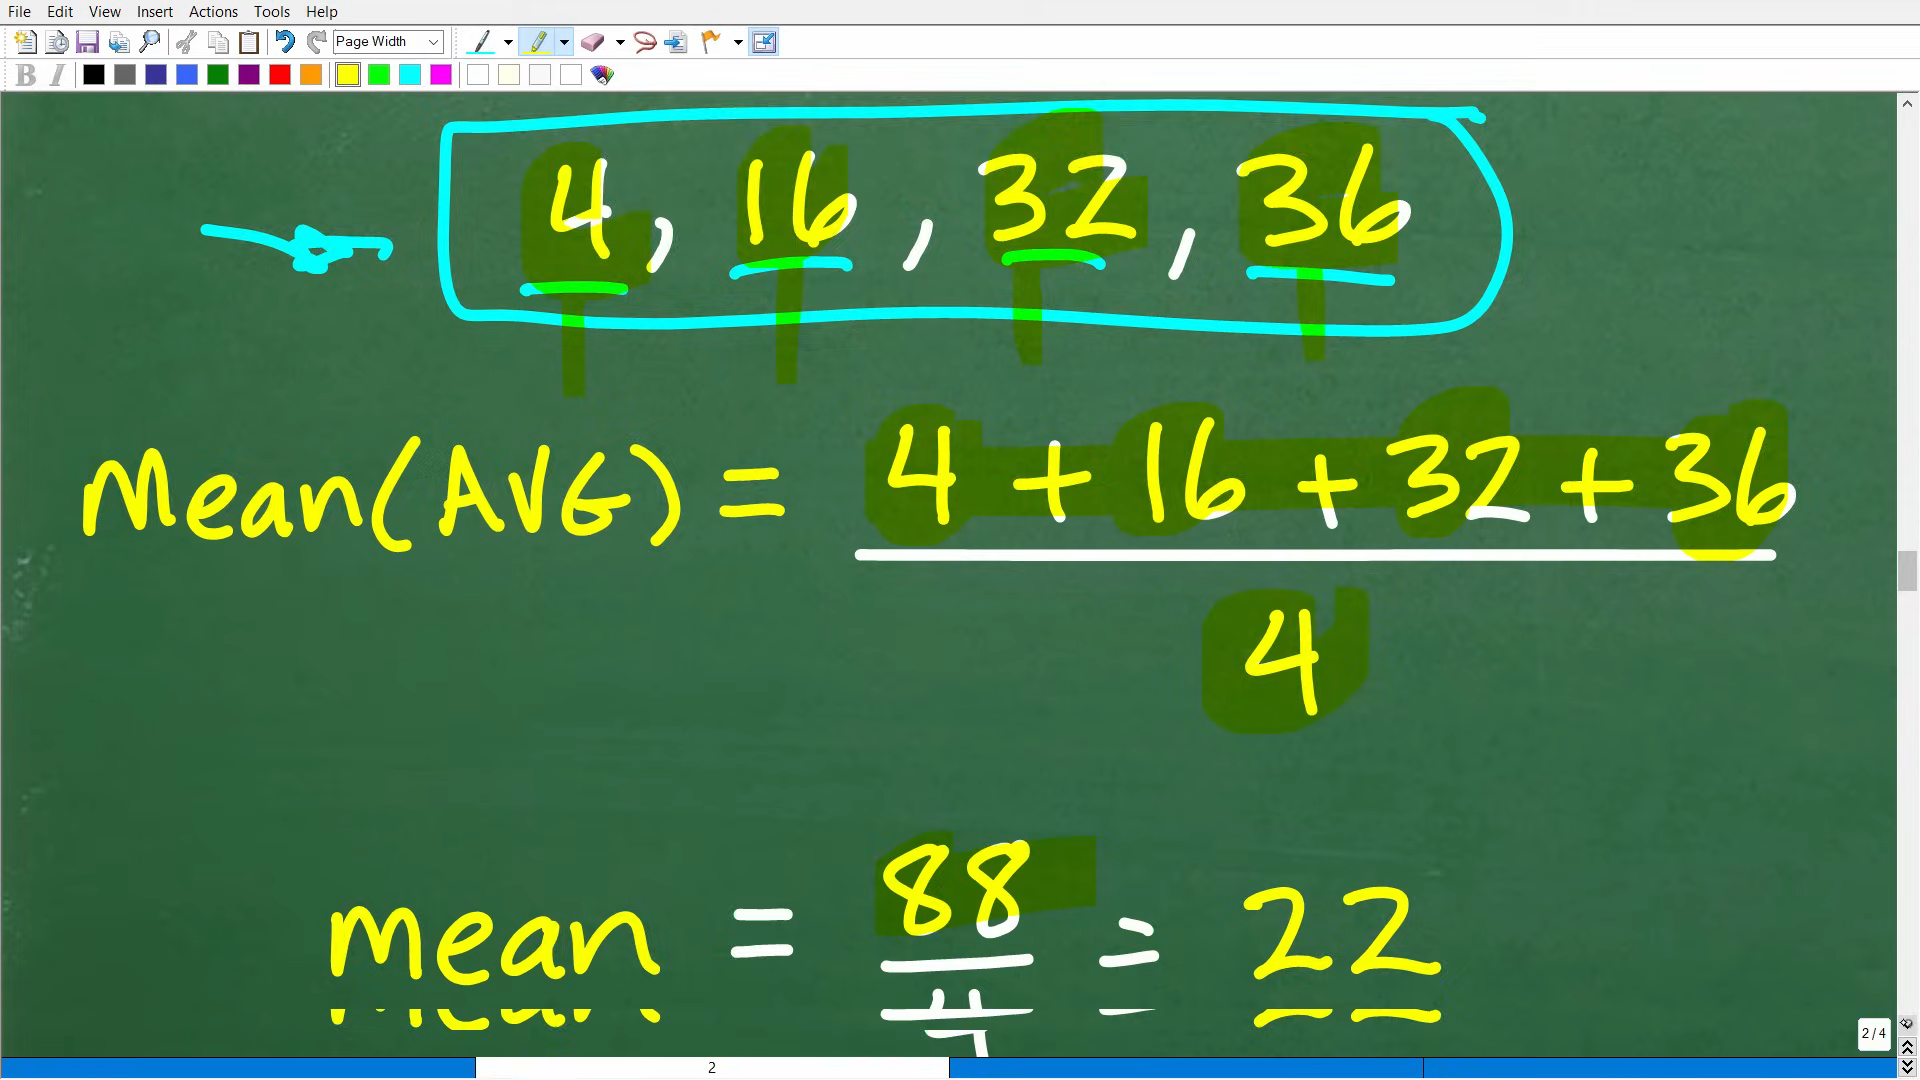 File Edit View Insert Actions Tools Help
Page Width
B I
4, 16, 32, 36
Mean(AVG) = 4 + 16 + 32 + 36
4
mean = 88 = 22
4
2 / 4
2